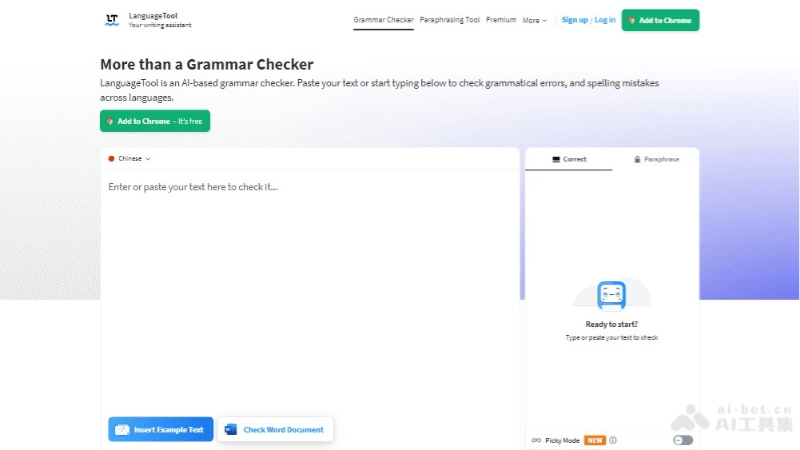 LanguageTool
Your writing assistant
Grammar Checker Paraphrasing Tool Premium More Sign up / Log in Add to Chrome
More than a Grammar Checker
LanguageTool is an AI-based grammar checker. Paste your text or start typing below to check grammatical errors, and spelling mistakes
across languages.
Add to Chrome – It's free
Chinese
Correct Paraphrase
Enter or paste your text here to check it...
Ready to start?
Type or paste your text to check
Insert Example Text Check Word Document
Picky Mode NEW
ai-bot.cn
AI工具集